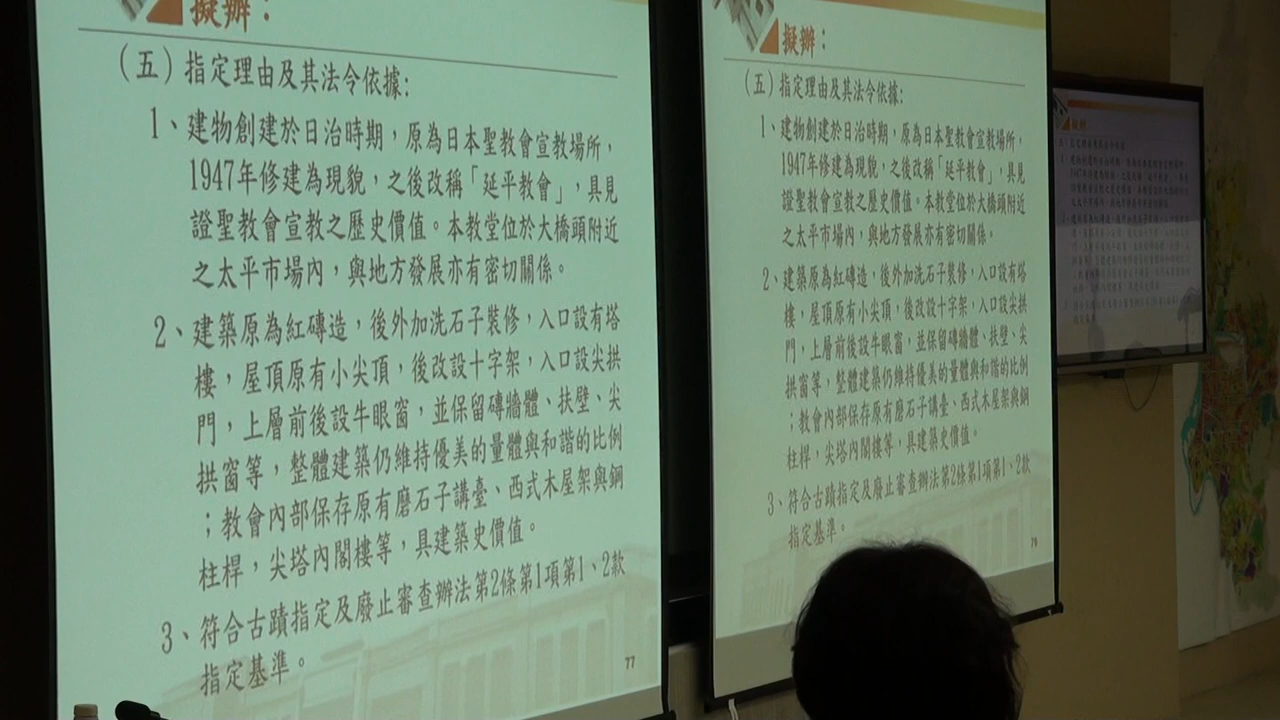 擬辦：
（五）指定理由及其法令依據：
1、建物創建於日治時期，原為日本聖教會宣教場所，
1947年修建為現貌，之後改稱「延平教會」，具見
證聖教會宣教之歷史價值。本教堂位於大橋頭附近
之太平市場內，與地方發展亦有密切關係。
2、建築原為紅磚造，後外加洗石子裝修，入口設有塔
樓，屋頂原有小尖頂，後改設十字架，入口設尖拱
門，上層前後設牛眼窗，並保留磚牆體、扶壁、尖
拱窗等，整體建築仍維持優美的量體與和諧的比例
；教會內部保存原有磨石子講臺、西式木屋架與鋼
柱桿，尖塔內閣樓等，具建築史價值。
3、符合古蹟指定及廢止審查辦法第2條第1項第1、2款
指定基準。
77
擬辦：
（五）指定理由及其法令依據：
1、建物創建於日治時期，原為日本聖教會宣教場所，
1947年修建為現貌，之後改稱「延平教會」，具見
證聖教會宣教之歷史價值。本教堂位於大橋頭附近
之太平市場內，與地方發展亦有密切關係。
2、建築原為紅磚造，後外加洗石子裝修，入口設有塔
樓，屋頂原有小尖頂，後改設十字架，入口設尖拱
門，上層前後設牛眼窗，並保留磚牆體、扶壁、尖
拱窗等，整體建築仍維持優美的量體與和諧的比例
；教會內部保存原有磨石子講臺、西式木屋架與鋼
柱桿，尖塔內閣樓等，具建築史價值。
3、符合古蹟指定及廢止審查辦法第2條第1項第1、2款
指定基準。